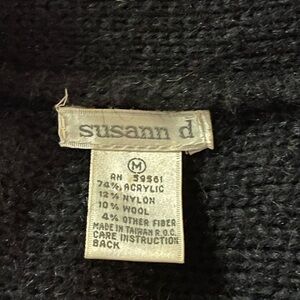 susann d
M
RN 59561
74% ACRYLIC
12% NYLON
10% WOOL
4% OTHER FIBER
MADE IN TAIWAN R.O.C.
CARE INSTRUCTION
BACK